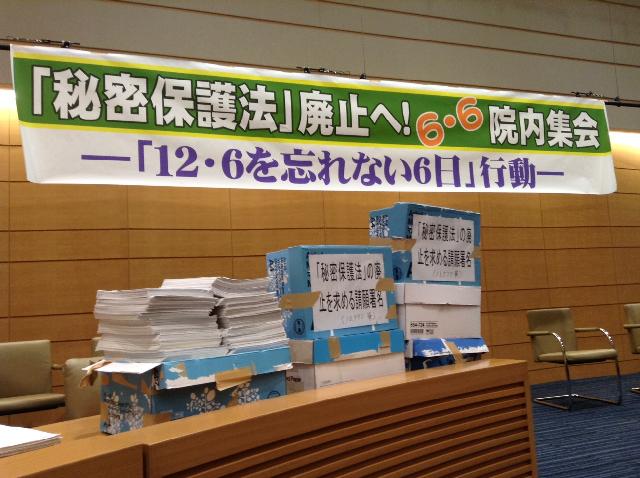 「秘密保護法」廃止へ! 6・6 院内集会
―「12・6を忘れない6日」行動―
「秘密保護法」の廃
止を求める請願署名
「秘密保護法」の廃
止を求める請願署名